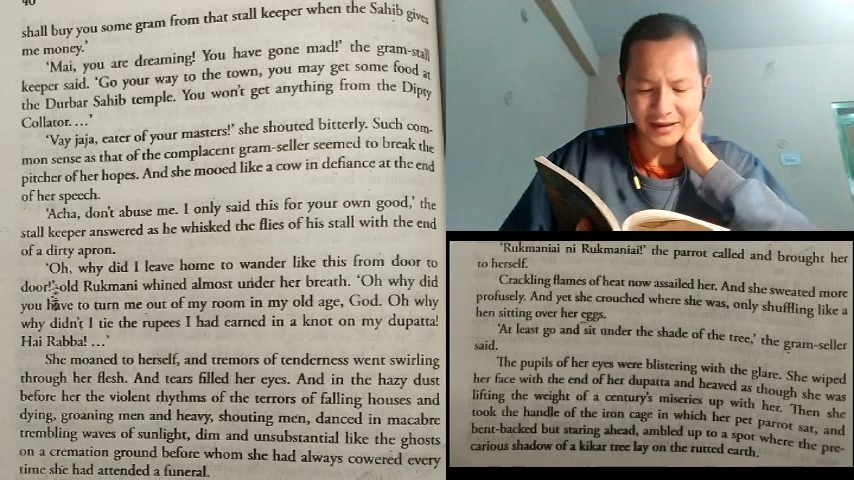 40
shall buy you some gram from that stall keeper when the Sahib gives
me money.'
'Mai, you are dreaming! You have gone mad!' the gram-stall
keeper said. 'Go your way to the town, you may get some food at
the Durbar Sahib temple. You won't get anything from the Dipty
Collator. …'
'Vay jaja, eater of your masters!' she shouted bitterly. Such com-
mon sense as that of the complacent gram-seller seemed to break the
pitcher of her hopes. And she mooed like a cow in defiance at the end
of her speech.
'Acha, don't abuse me. I only said this for your own good,' the
stall keeper answered as he whisked the flies of his stall with the end
of a dirty apron.
'Oh, why did I leave home to wander like this from door to
door!' old Rukmani whined almost under her breath. 'Oh why did
you have to turn me out of my room in my old age, God. Oh why
why didn't I tie the rupees I had earned in a knot on my dupatta!
Hai Rabba! …'
She moaned to herself, and tremors of tenderness went swirling
through her flesh. And tears filled her eyes. And in the hazy dust
before her the violent rhythms of the terrors of falling houses and
dying, groaning men and heavy, shouting men, danced in macabre
trembling waves of sunlight, dim and unsubstantial like the ghosts
on a cremation ground before whom she had always cowered every
time she had attended a funeral.
'Rukmaniai ni Rukmaniai!' the parrot called and brought her
to herself.
Crackling flames of heat now assailed her. And she sweated more
profusely. And yet she crouched where she was, only shuffling like a
hen sitting over her eggs.
'At least go and sit under the shade of the tree,' the gram-seller
said.
The pupils of her eyes were blistering with the glare. She wiped
her face with the end of her dupatta and heaved as though she was
lifting the weight of a century's miseries up with her. Then she
took the handle of the iron cage in which her pet parrot sat, and
bent-backed but staring ahead, ambled up to a spot where the pre-
carious shadow of a kikar tree lay on the rutted earth.